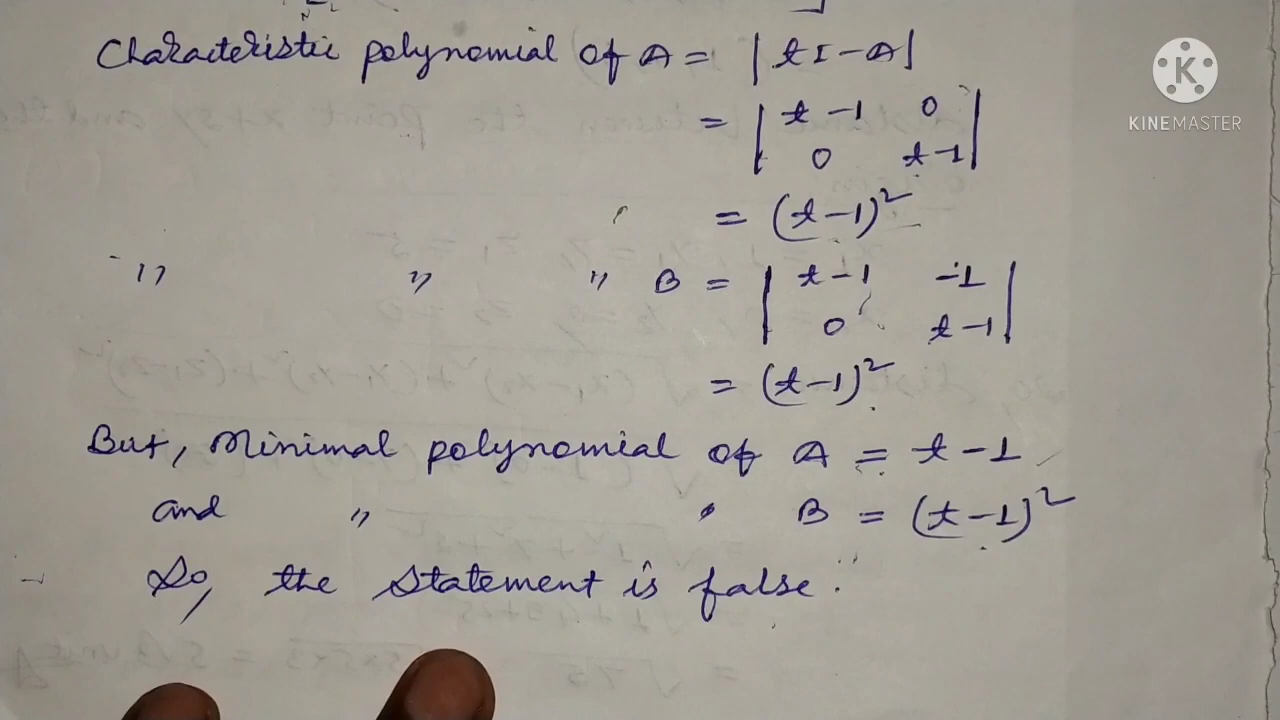 Characteristic polynomial of A = | tI - A |
= | t-1 0 |
| 0 t-1 |
= (t-1)²
" " " B = | t-1 -1 |
| 0 t-1 |
= (t-1)²
But, Minimal polynomial of A = t-1
and " " B = (t-1)²
So, the statement is false.
KINEMASTER